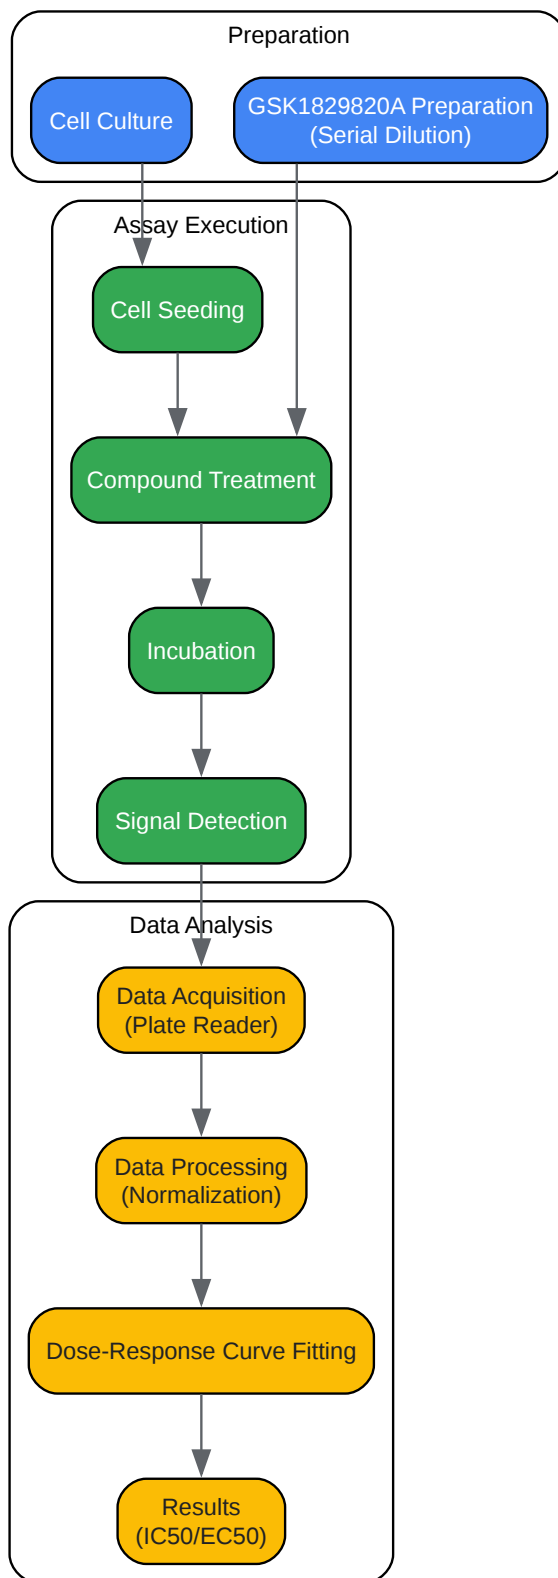 Preparation
Cell Culture
GSK1829820A Preparation
(Serial Dilution)
Assay Execution
Cell Seeding
Compound Treatment
Incubation
Signal Detection
Data Analysis
Data Acquisition
(Plate Reader)
Data Processing
(Normalization)
Dose-Response Curve Fitting
Results
(IC50/EC50)